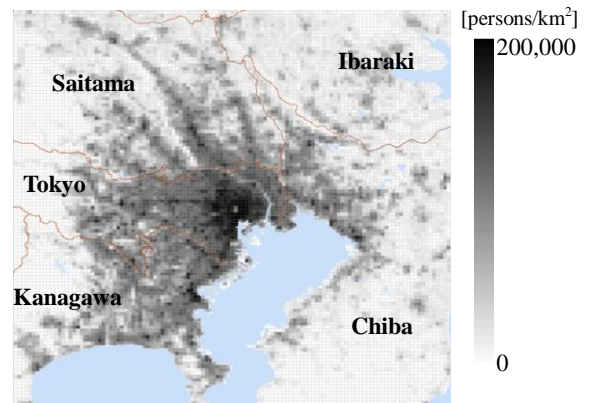 [persons/km²]
200,000
Ibaraki
Saitama
Tokyo
Kanagawa
Chiba
0